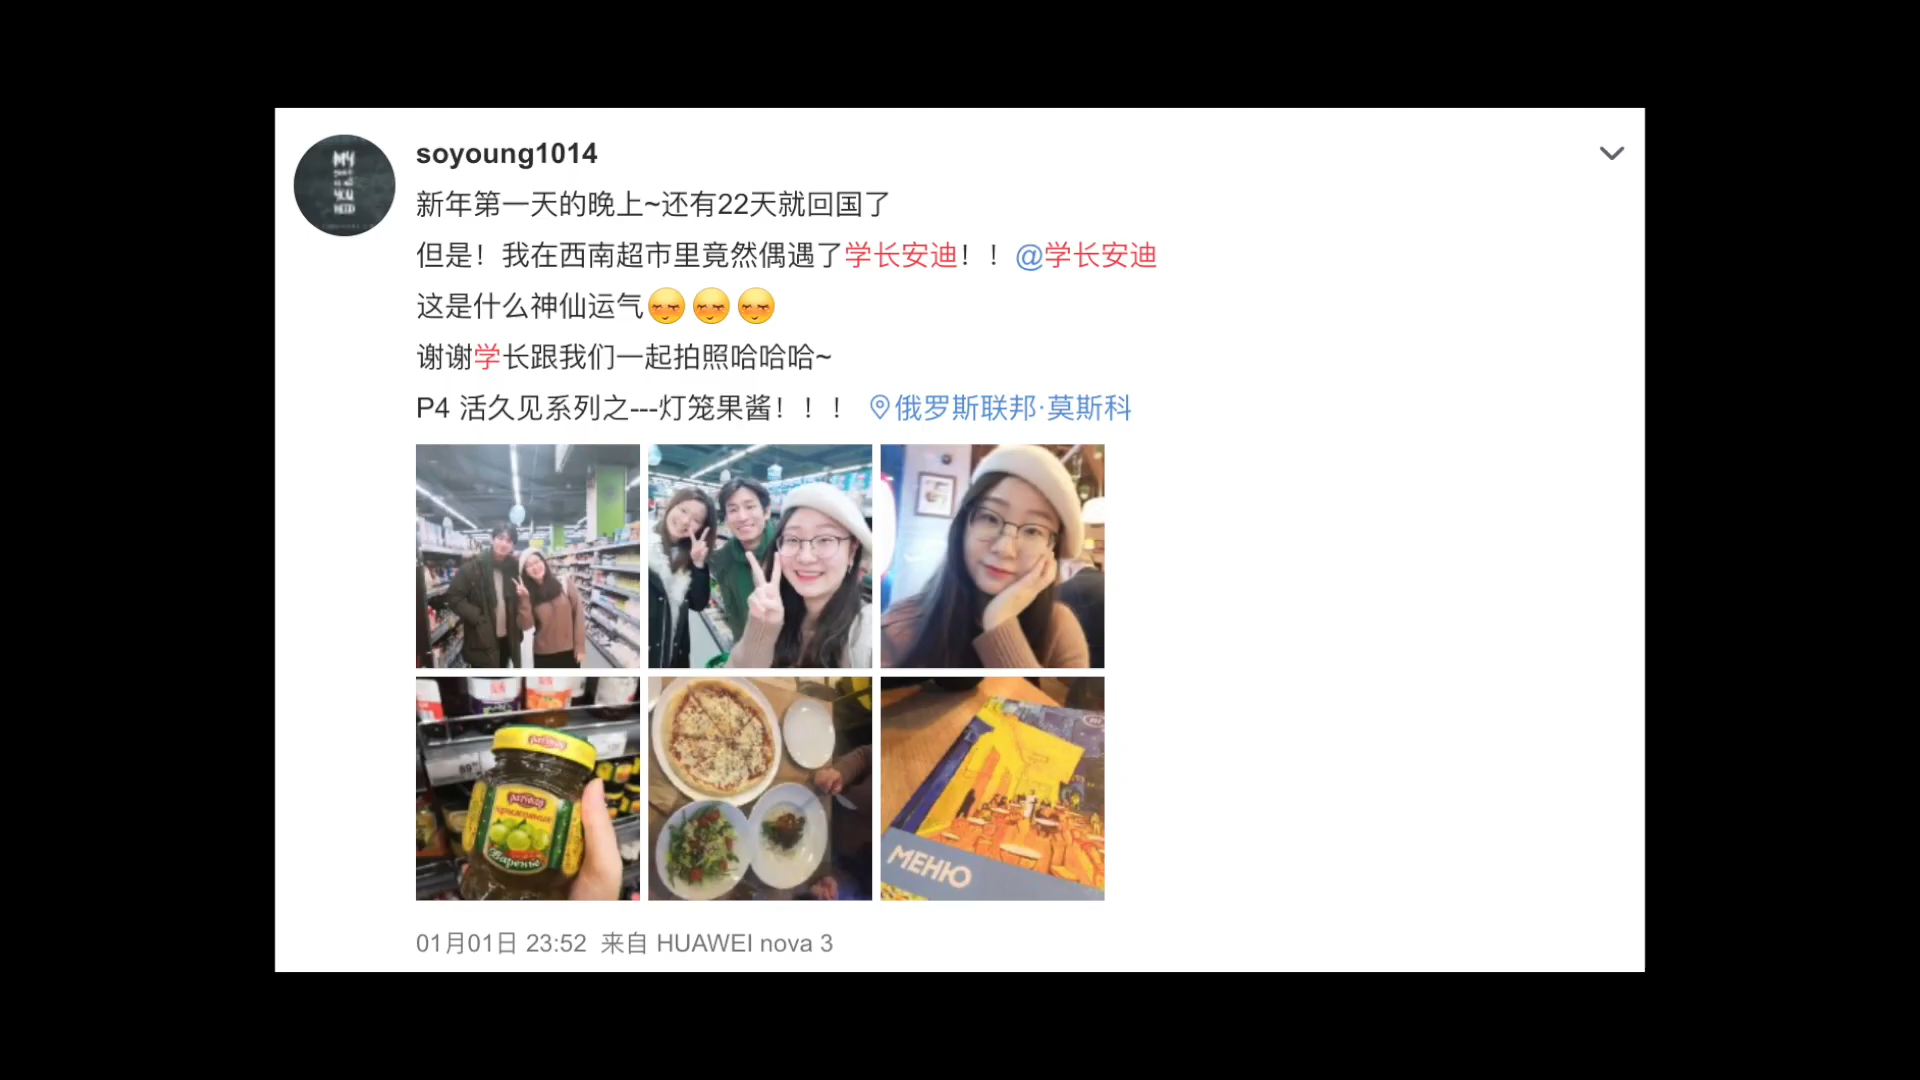 MY
YOU
soyoung1014
新年第一天的晚上~还有22天就回国了
但是！我在西南超市里竟然偶遇了学长安迪！！@学长安迪
这是什么神仙运气
谢谢学长跟我们一起拍照哈哈哈~
P4 活久见系列之---灯笼果酱！！！ 俄罗斯联邦·莫斯科
Варенье
МЕНЮ
01月01日 23:52 来自 HUAWEI nova 3